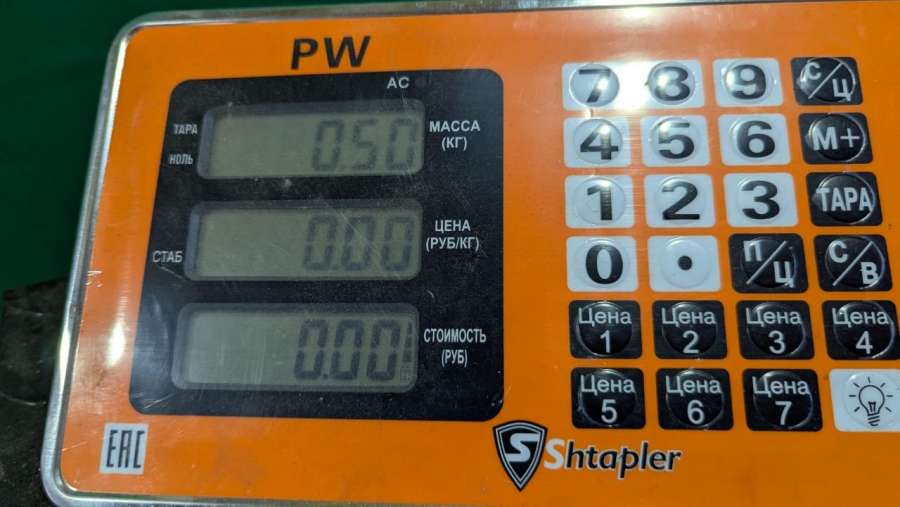 PW
AC
ТАРА
НОЛЬ
0.50
МАССА
(КГ)
СТАБ
0.00
ЦЕНА
(РУБ/КГ)
0.00
СТОИМОСТЬ
(РУБ)
7 8 9 С/Ц
4 5 6 М+
1 2 3 ТАРА
0 . П/Ц С/В
Цена 1 Цена 2 Цена 3 Цена 4
Цена 5 Цена 6 Цена 7
EAC
S Shtapler